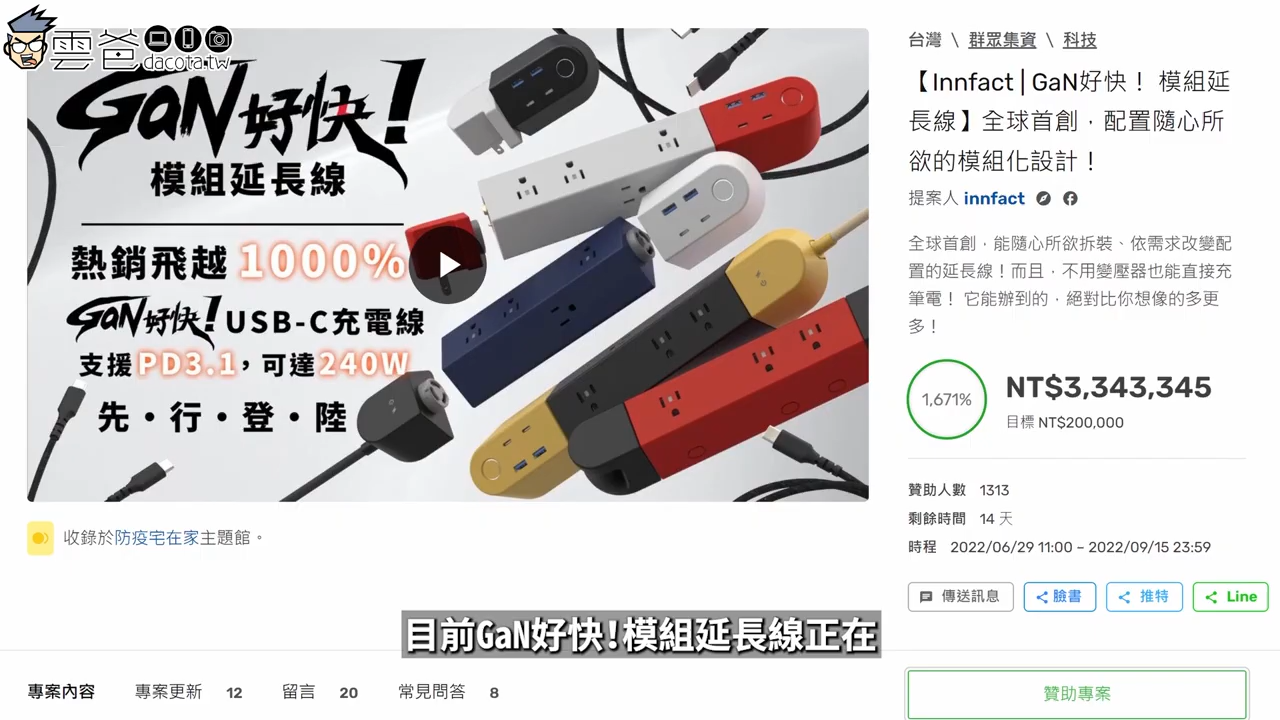 雲爸
dacota.tw
GaN好快!
模組延長線
熱銷飛越1000%
GaN好快! USB-C充電線
支援PD3.1，可達240W
先・行・登・陸
收錄於防疫宅在家主題館。
台灣 \ 群眾集資 \ 科技
【Innfact | GaN好快！ 模組延
長線】全球首創，配置隨心所
欲的模組化設計！
提案人 innfact
全球首創，能隨心所欲拆裝、依需求改變配
置的延長線！而且，不用變壓器也能直接充
筆電！ 它能辦到的，絕對比你想像的多更
多！
1,671%
NT$3,343,345
目標 NT$200,000
贊助人數 1313
剩餘時間 14 天
時程 2022/06/29 11:00 – 2022/09/15 23:59
傳送訊息 臉書 推特 Line
目前GaN好快!模組延長線正在
專案內容 專案更新 12 留言 20 常見問答 8
贊助專案